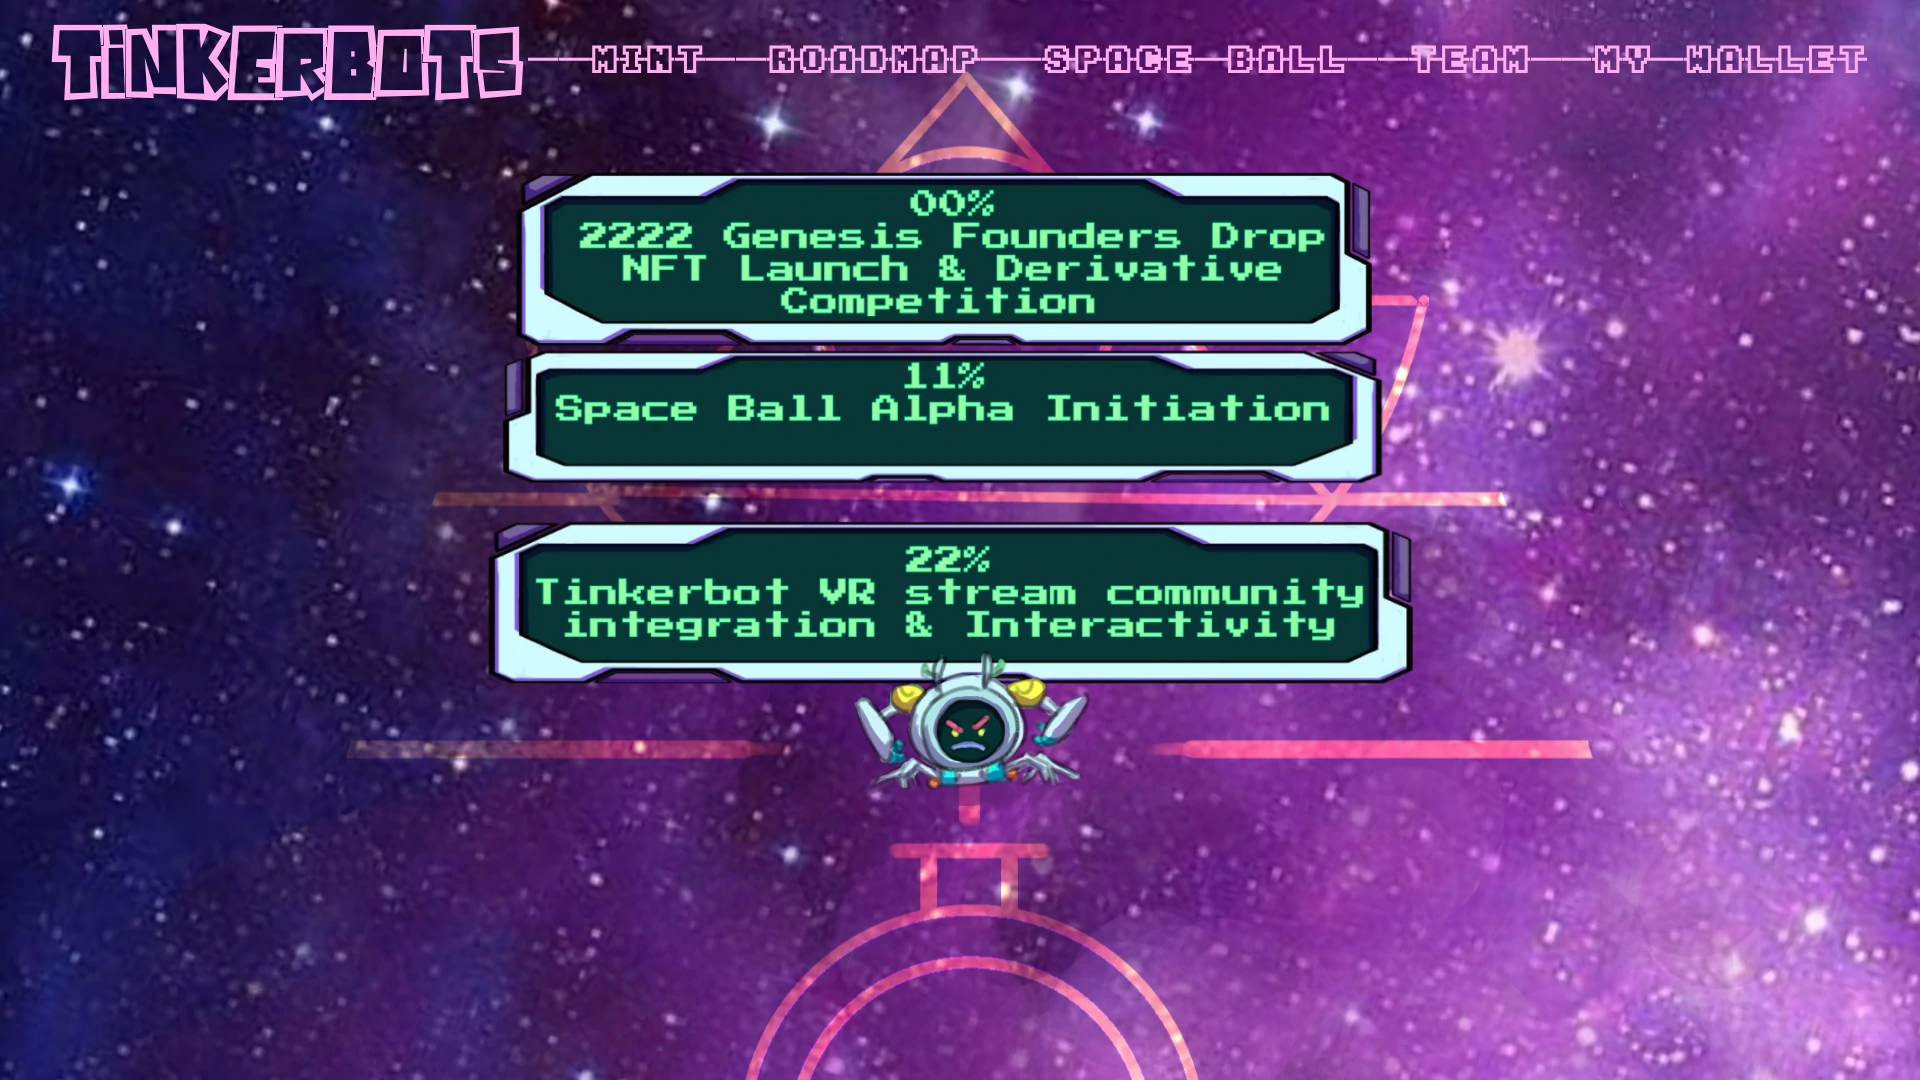 TINKERBOTS
MINT ROADMAP SPACE BALL TEAM MY WALLET
00%
2222 Genesis Founders Drop
NFT Launch & Derivative
Competition
11%
Space Ball Alpha Initiation
22%
Tinkerbot VR stream community
integration & Interactivity